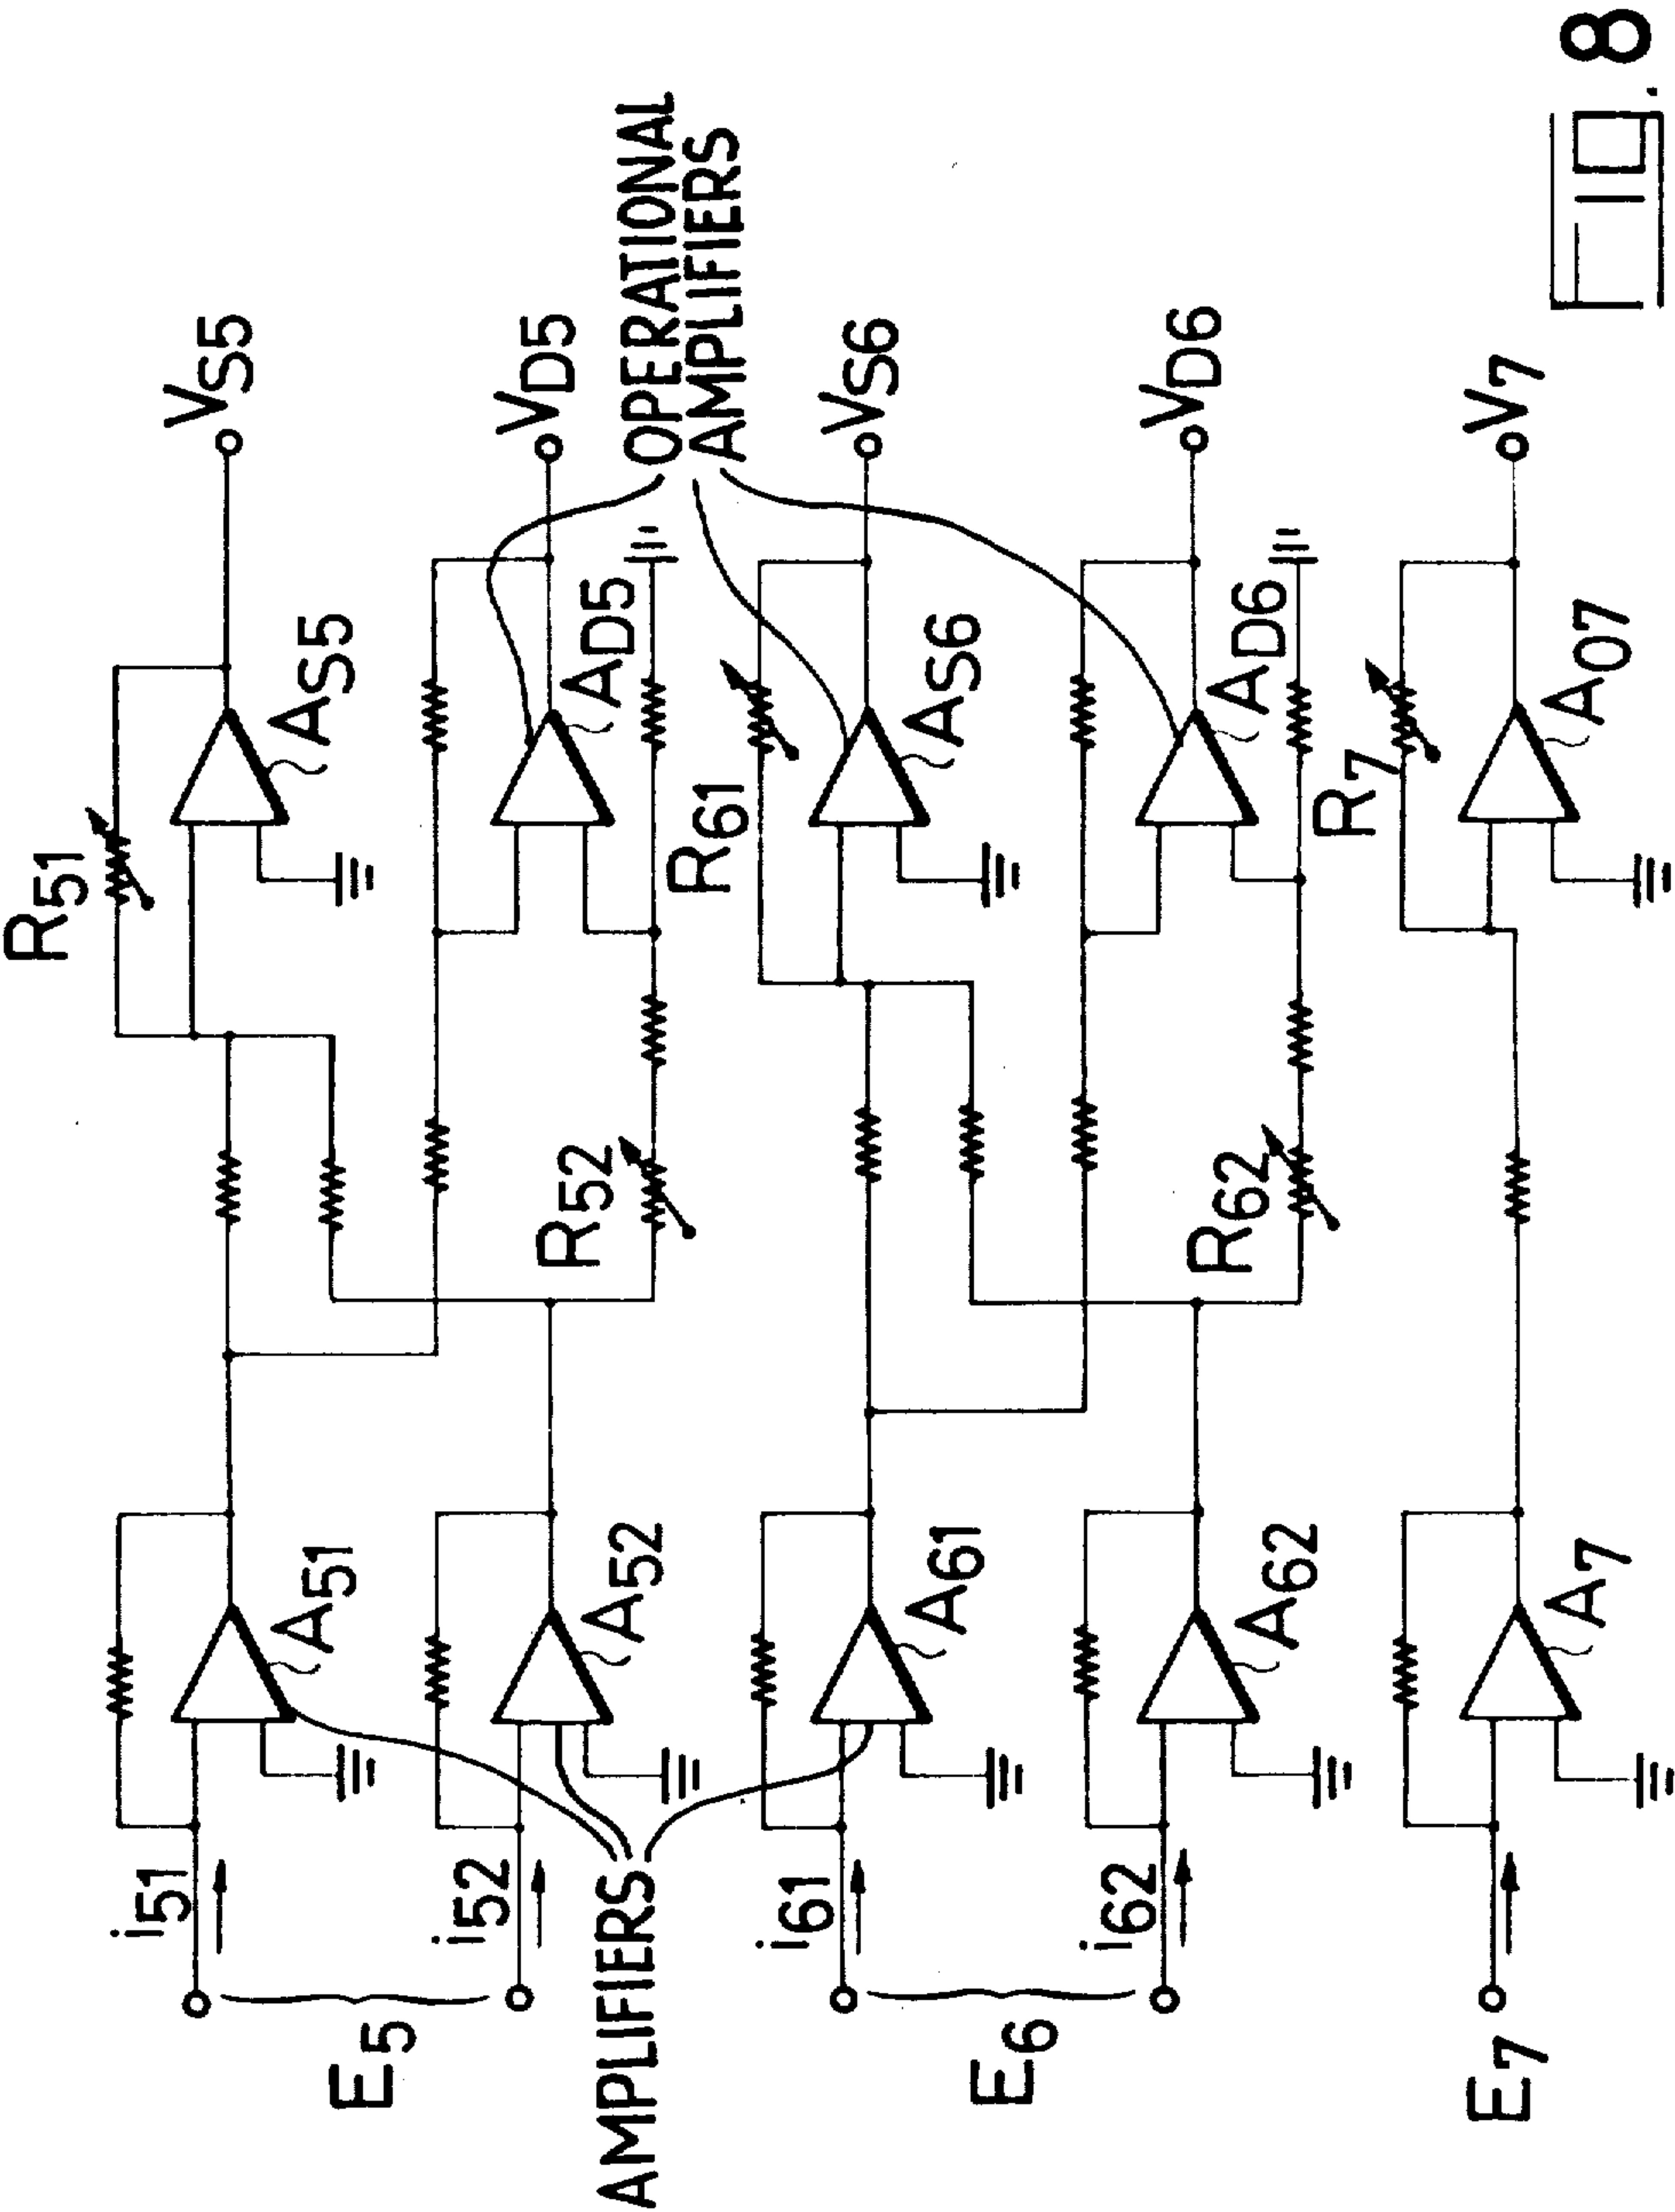 R51
VS5
i51
A51
AS5
E5
i52
A52
R52
AD5
VD5
AMPLIFIERS
OPERATIONAL
AMPLIFIERS
R61
VS6
i61
A61
AS6
E6
i62
A62
R62
AD6
VD6
R7
E7
A7
A07
V7
FIG. 8